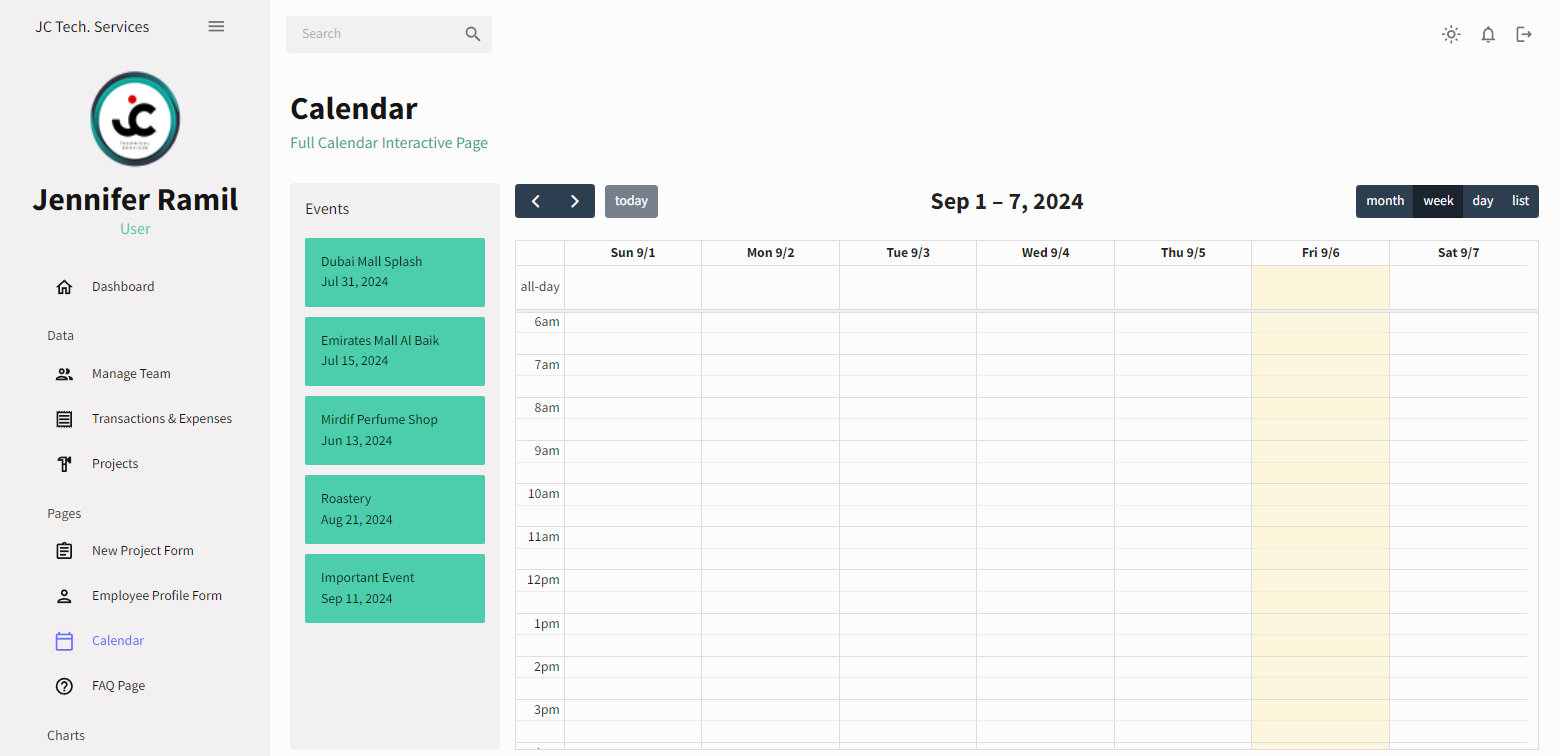 JC Tech. Services
JC
TECHNICAL
SERVICES
Jennifer Ramil
User
Dashboard
Data
Manage Team
Transactions & Expenses
Projects
Pages
New Project Form
Employee Profile Form
Calendar
FAQ Page
Charts
Search
Calendar
Full Calendar Interactive Page
Events
Dubai Mall Splash
Jul 31, 2024
Emirates Mall Al Baik
Jul 15, 2024
Mirdif Perfume Shop
Jun 13, 2024
Roastery
Aug 21, 2024
Important Event
Sep 11, 2024
today
Sep 1 – 7, 2024
month week day list
Sun 9/1 Mon 9/2 Tue 9/3 Wed 9/4 Thu 9/5 Fri 9/6 Sat 9/7
all-day
6am
7am
8am
9am
10am
11am
12pm
1pm
2pm
3pm